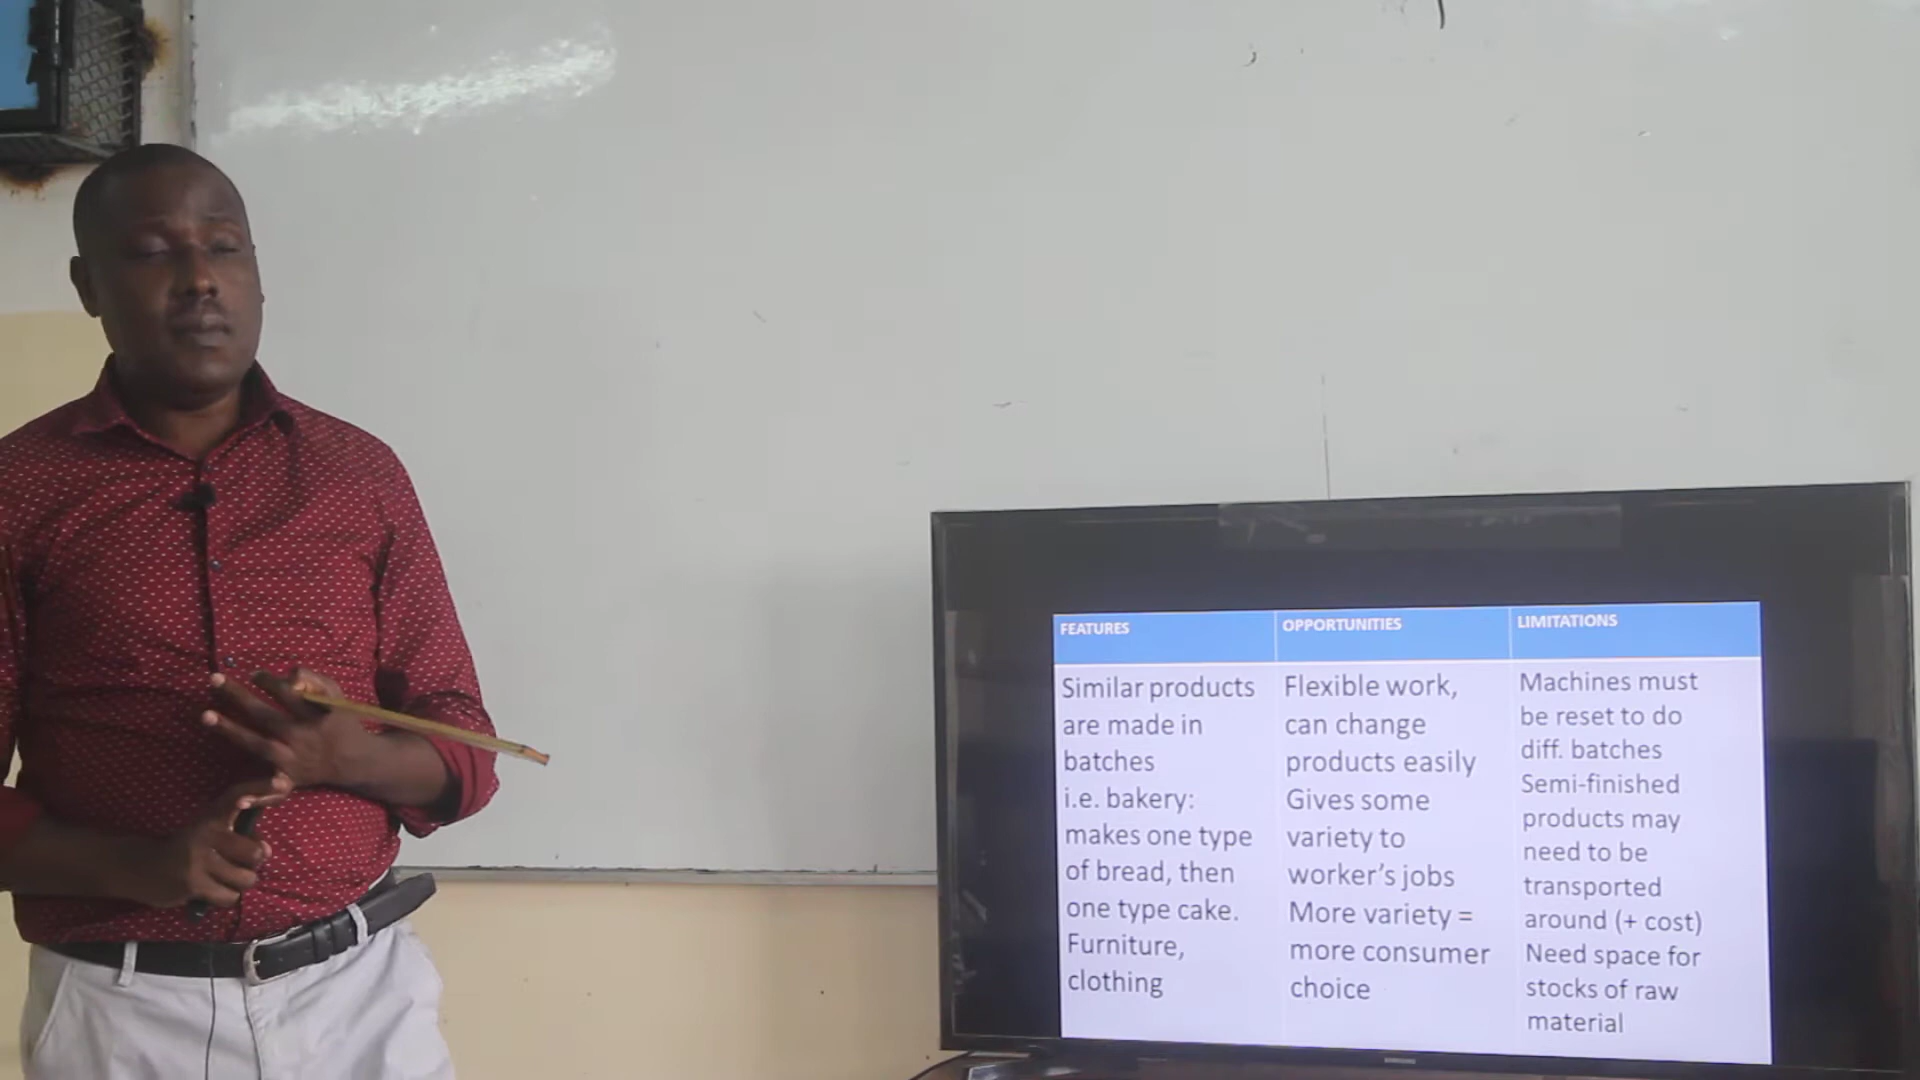 FEATURES
Similar products
are made in
batches
i.e. bakery:
makes one type
of bread, then
one type cake.
Furniture,
clothing
OPPORTUNITIES
Flexible work,
can change
products easily
Gives some
variety to
worker's jobs
More variety =
more consumer
choice
LIMITATIONS
Machines must
be reset to do
diff. batches
Semi-finished
products may
need to be
transported
around (+ cost)
Need space for
stocks of raw
material
SAMSUNG